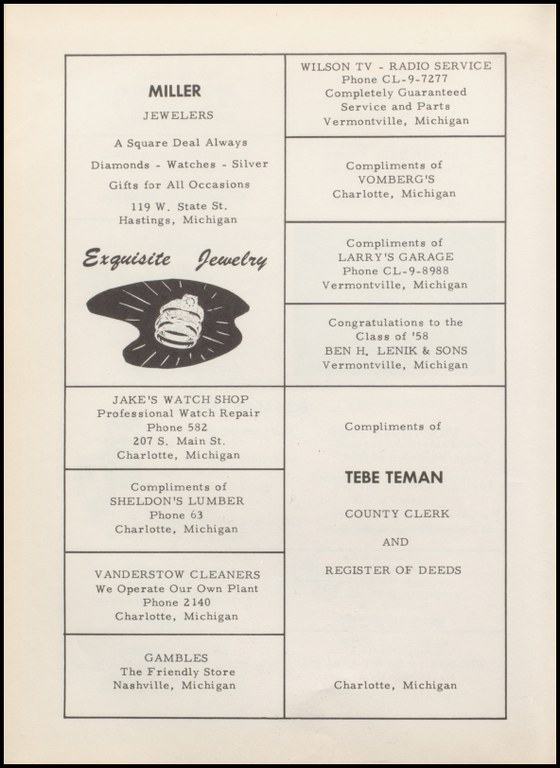 MILLER
JEWELERS
A Square Deal Always
Diamonds - Watches - Silver
Gifts for All Occasions
119 W. State St.
Hastings, Michigan
Exquisite Jewelry
JAKE'S WATCH SHOP
Professional Watch Repair
Phone 582
207 S. Main St.
Charlotte, Michigan
Compliments of
SHELDON'S LUMBER
Phone 63
Charlotte, Michigan
VANDERSTOW CLEANERS
We Operate Our Own Plant
Phone 2140
Charlotte, Michigan
GAMBLES
The Friendly Store
Nashville, Michigan
WILSON TV - RADIO SERVICE
Phone CL-9-7277
Completely Guaranteed
Service and Parts
Vermontville, Michigan
Compliments of
VOMBERG'S
Charlotte, Michigan
Compliments of
LARRY'S GARAGE
Phone CL-9-8988
Vermontville, Michigan
Congratulations to the
Class of '58
BEN H. LENIK & SONS
Vermontville, Michigan
Compliments of
TEBE TEMAN
COUNTY CLERK
AND
REGISTER OF DEEDS
Charlotte, Michigan